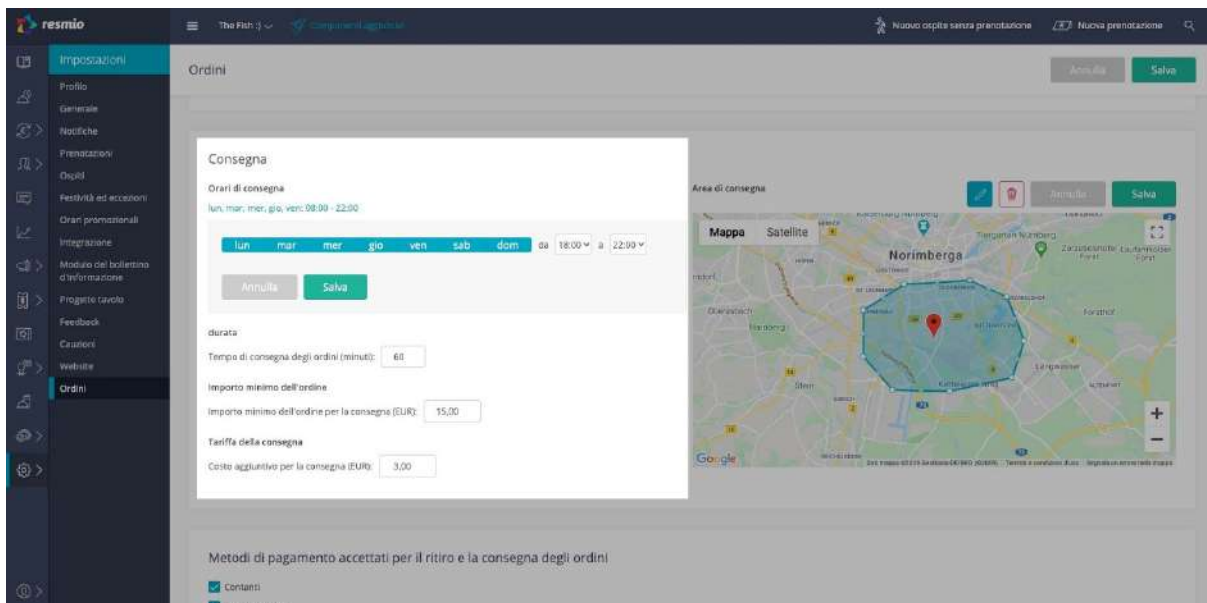 resmio
The Fish :)
Componenti aggiuntivi
Nuovo ospite senza prenotazione
Nuova prenotazione
Impostazioni
Profilo
Generale
Notifiche
Prenotazioni
Ospiti
Festività ed eccezioni
Orari promozionali
Integrazione
Modulo del bollettino
d'informazione
Progetto tavolo
Feedback
Cauzioni
Website
Ordini
Ordini
Annulla
Salva
Consegna
Orari di consegna
lun, mar, mer, gio, ven: 08:00 - 22:00
lun mar mer gio ven sab dom da 18:00 a 22:00
Annulla Salva
durata
Tempo di consegna degli ordini (minuti): 60
Importo minimo dell'ordine
Importo minimo dell'ordine per la consegna (EUR): 15,00
Tariffa della consegna
Costo aggiuntivo per la consegna (EUR): 3,00
Area di consegna
Annulla Salva
Mappa Satellite
Norimberga
Stein
Google
Metodi di pagamento accettati per il ritiro e la consegna degli ordini
Contanti